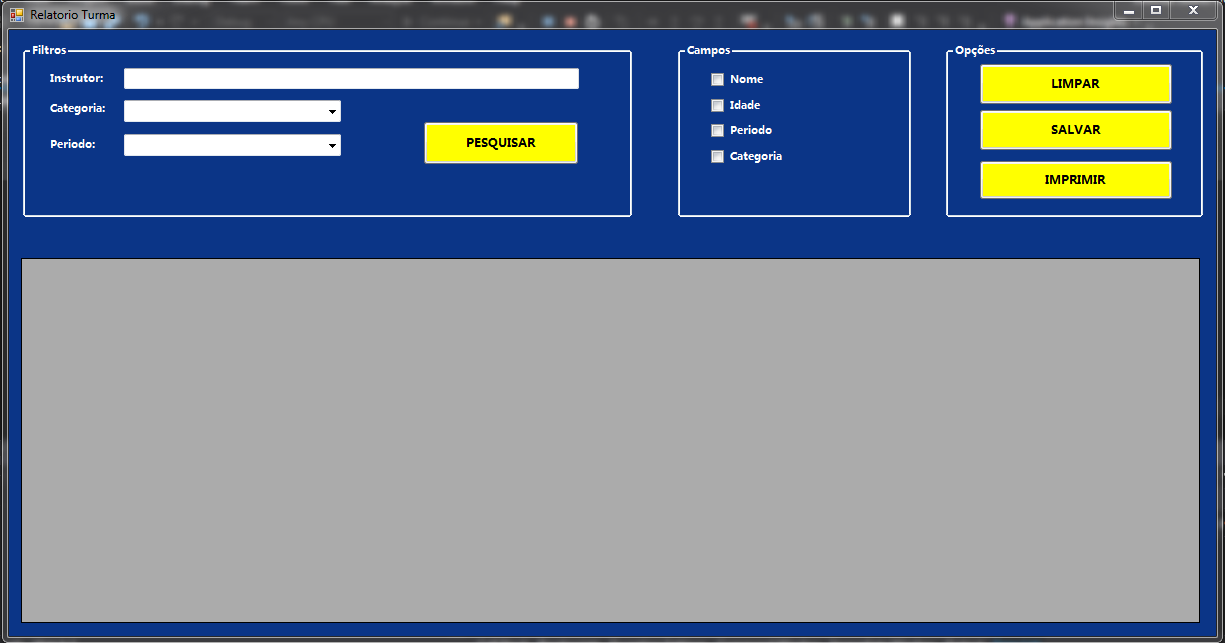 Relatorio Turma
Filtros
Instrutor:
Categoria:
Periodo:
PESQUISAR
Campos
Nome
Idade
Periodo
Categoria
Opções
LIMPAR
SALVAR
IMPRIMIR